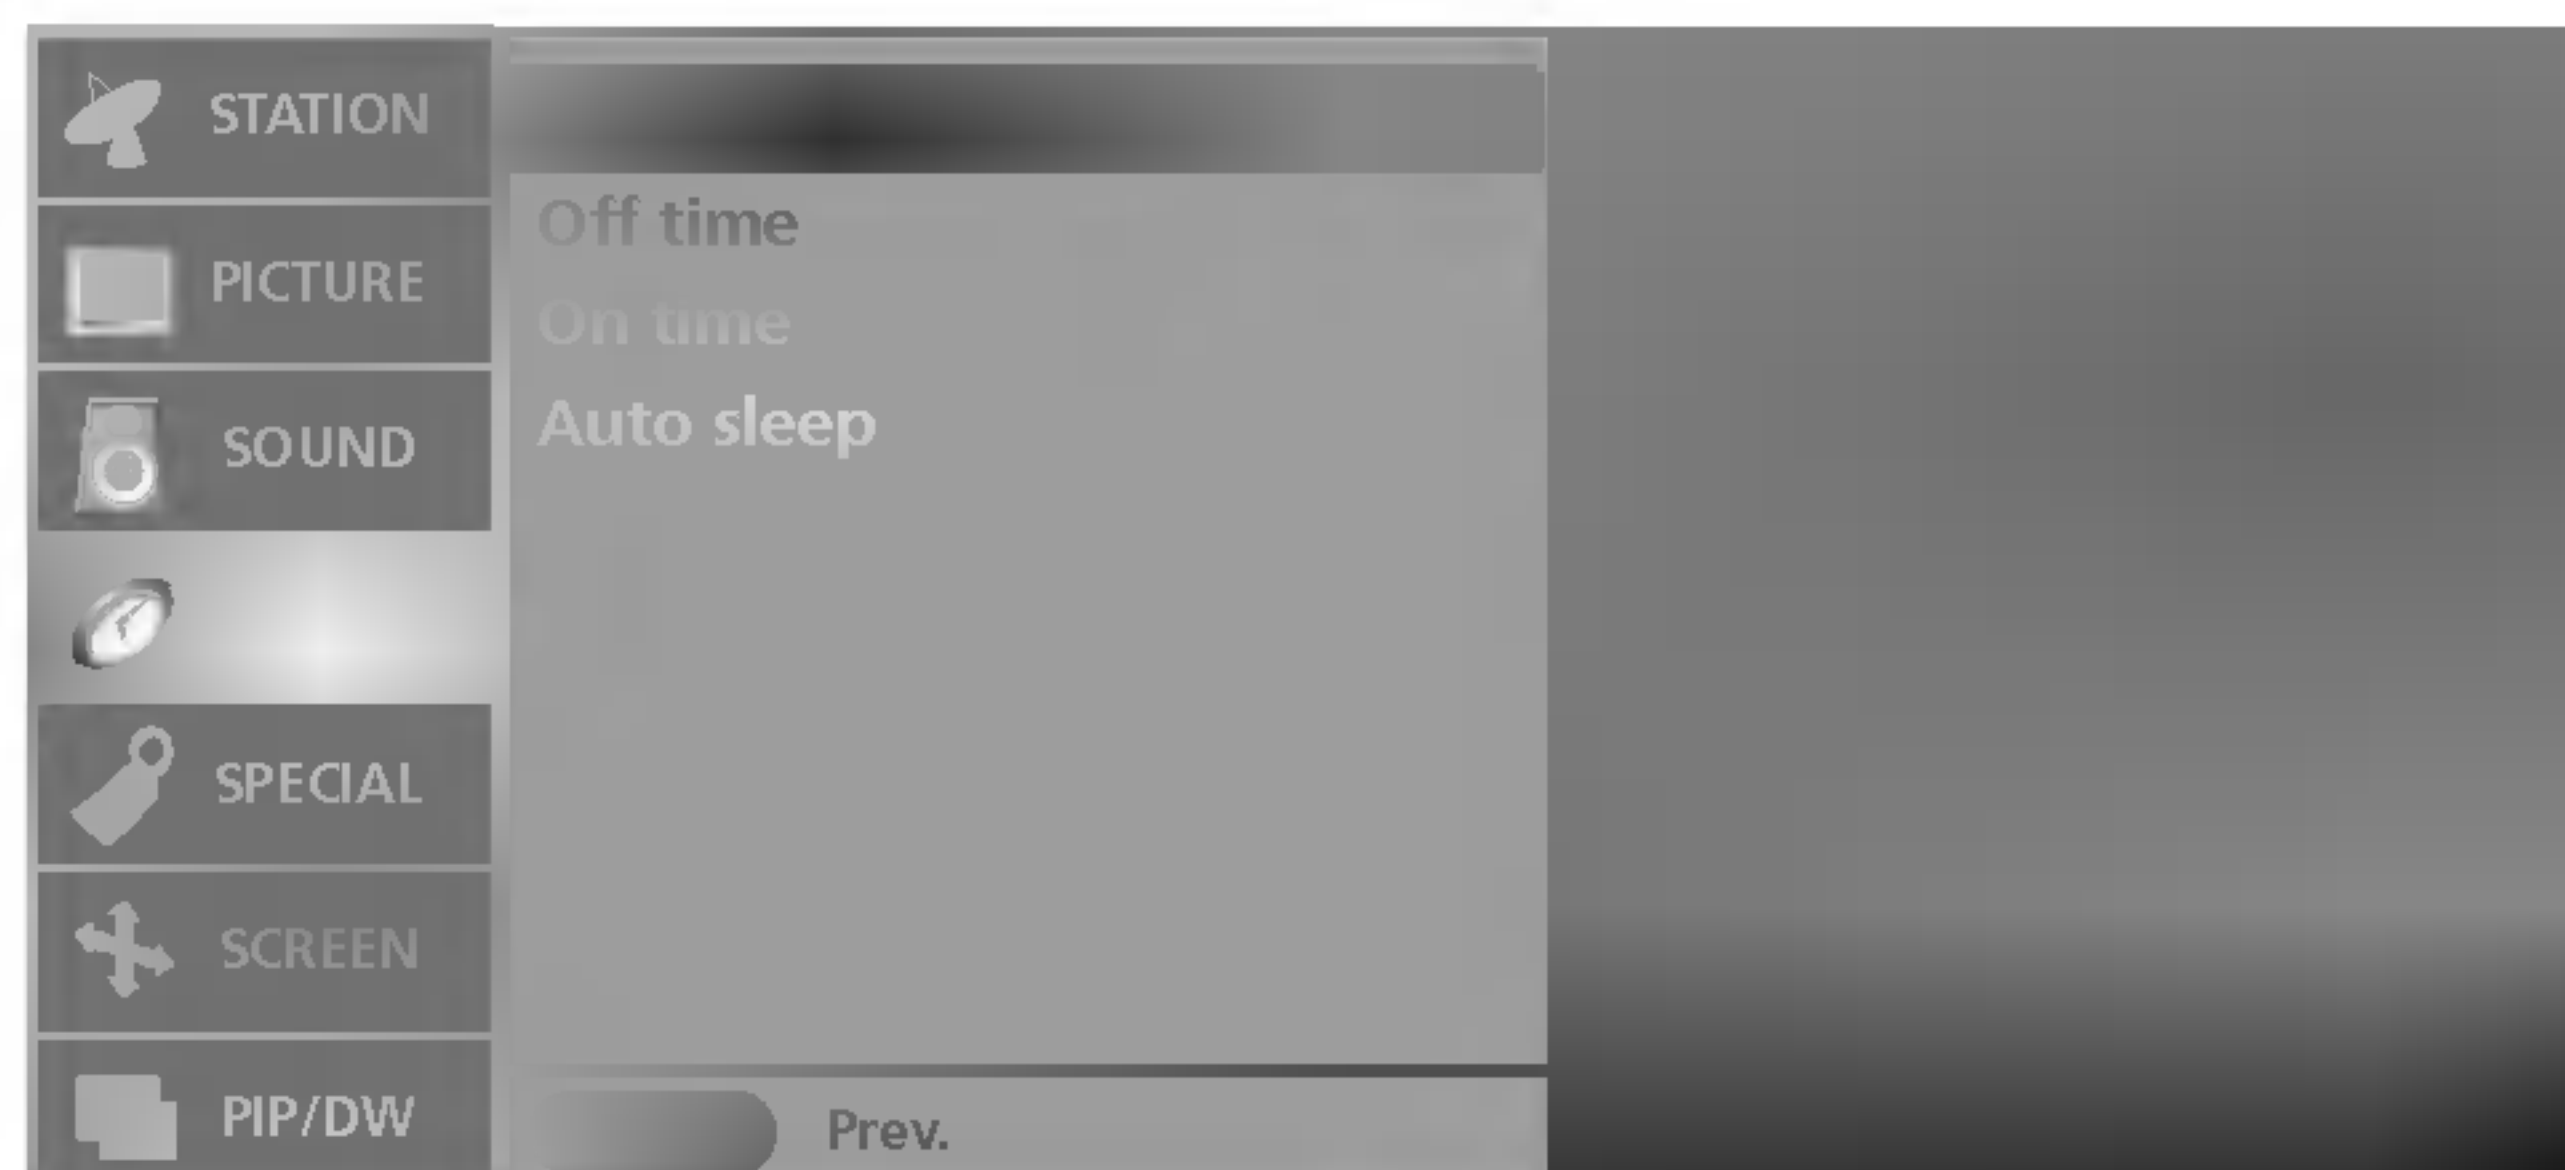 STATION
PICTURE
SOUND
SPECIAL
SCREEN
PIP/DW
Off time
On time
Auto sleep
Prev.